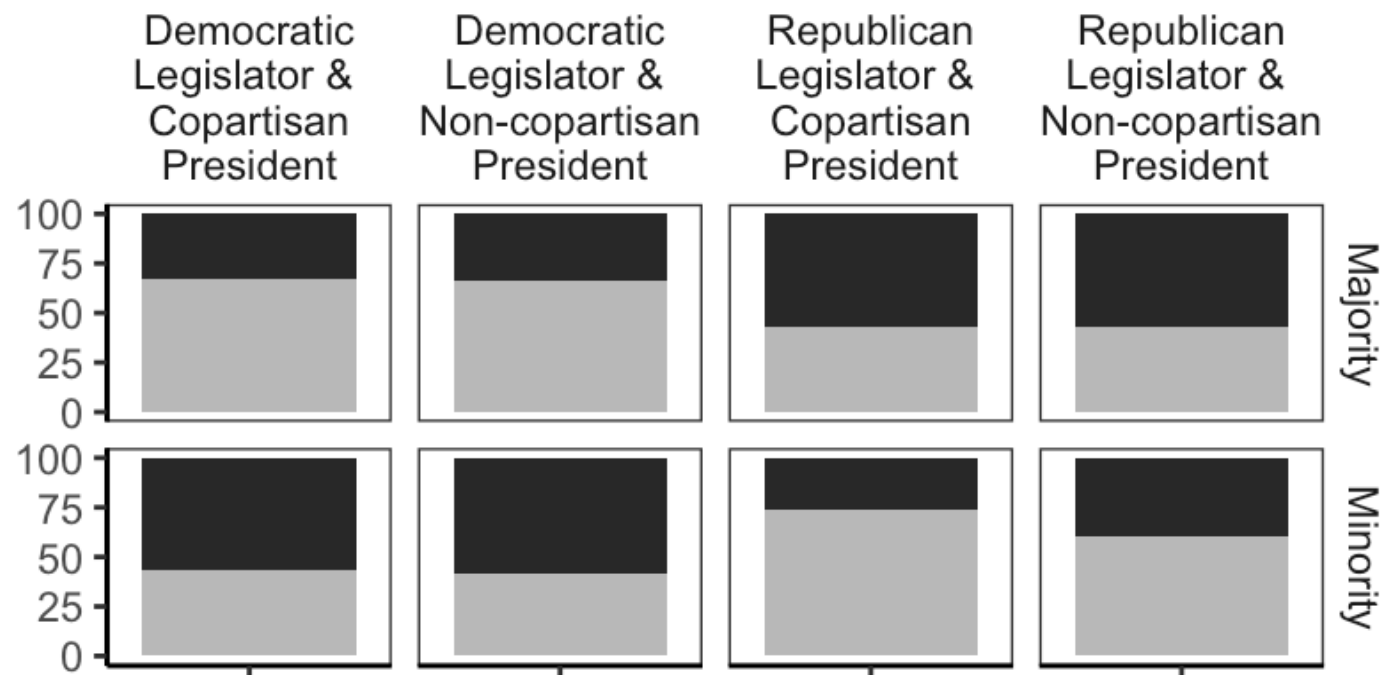 Democratic
Legislator &
Copartisan
President
Democratic
Legislator &
Non-copartisan
President
Republican
Legislator &
Copartisan
President
Republican
Legislator &
Non-copartisan
President
100
75
50
25
0
Majority
100
75
50
25
0
Minority